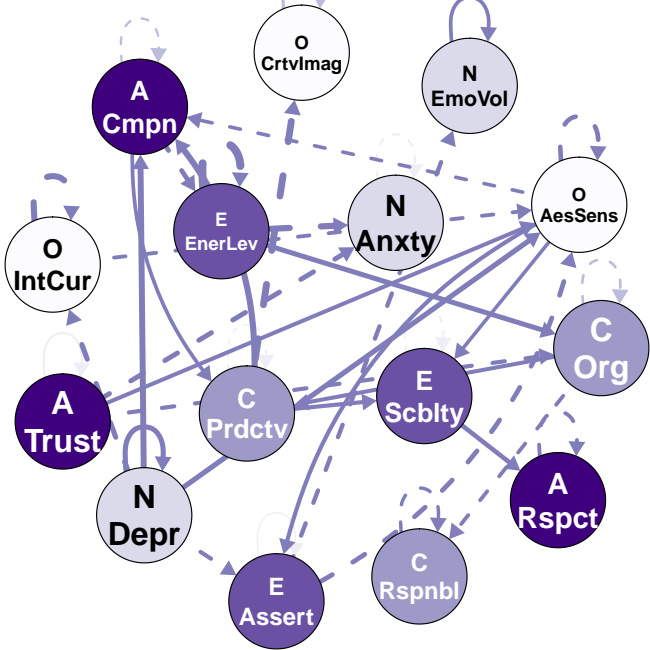 O
CrtvImag
N
EmoVol
A
Cmpn
E
EnerLev
N
Anxty
O
AesSens
O
IntCur
C
Org
A
Trust
C
Prdctv
E
Scblty
N
Depr
A
Rspct
E
Assert
C
Rspnbl